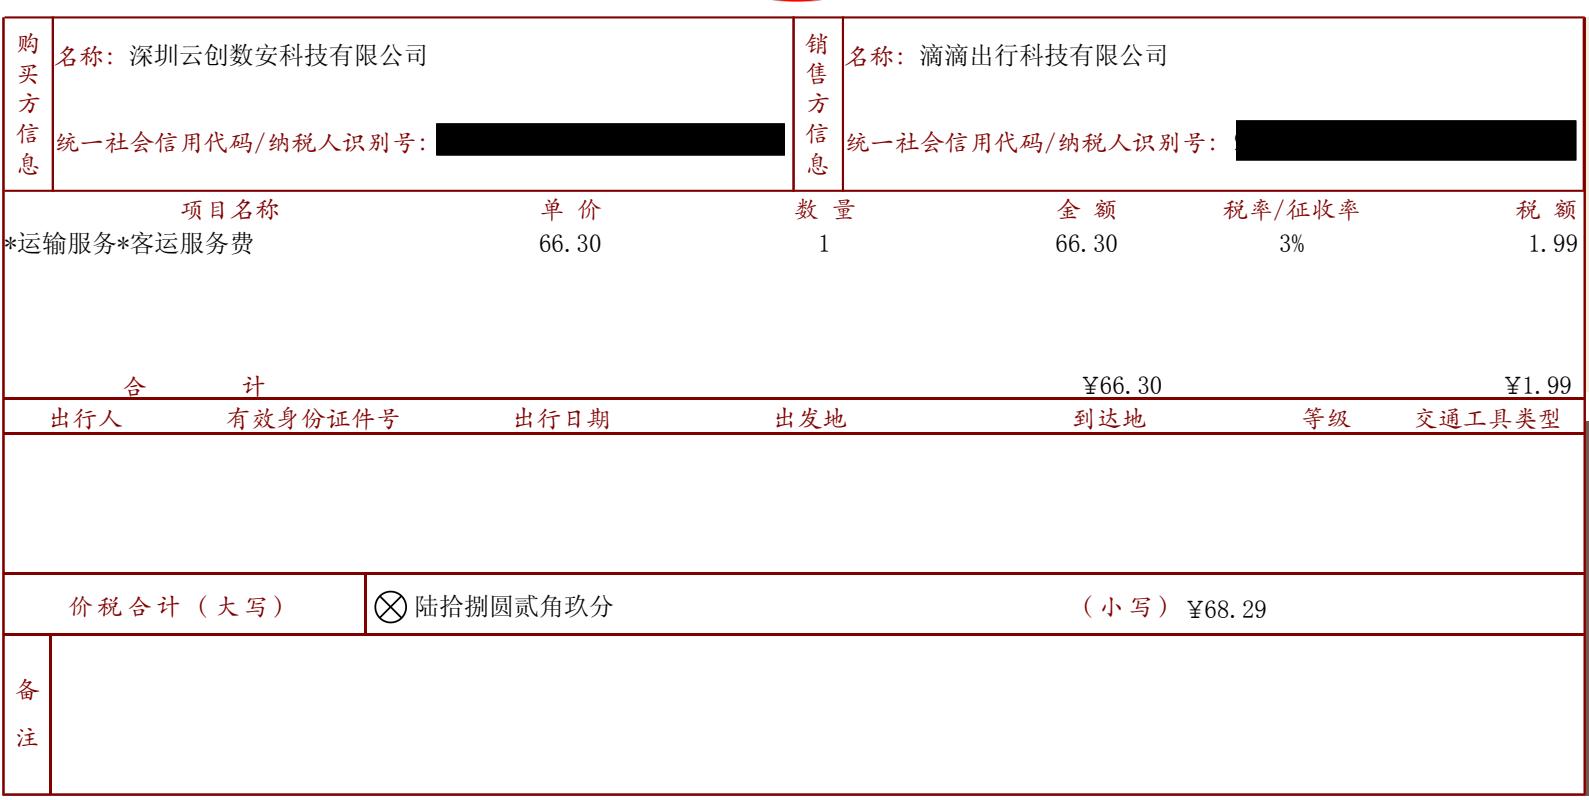 购买方信息
名称：深圳云创数安科技有限公司
统一社会信用代码/纳税人识别号：
销售方信息
名称：滴滴出行科技有限公司
统一社会信用代码/纳税人识别号：
项目名称 单价 数量 金额 税率/征收率 税额
*运输服务*客运服务费 66.30 1 66.30 3% 1.99
合计 ¥66.30 ¥1.99
出行人 有效身份证件号 出行日期 出发地 到达地 等级 交通工具类型
价税合计（大写） 陆拾捌圆贰角玖分 （小写）¥68.29
备注